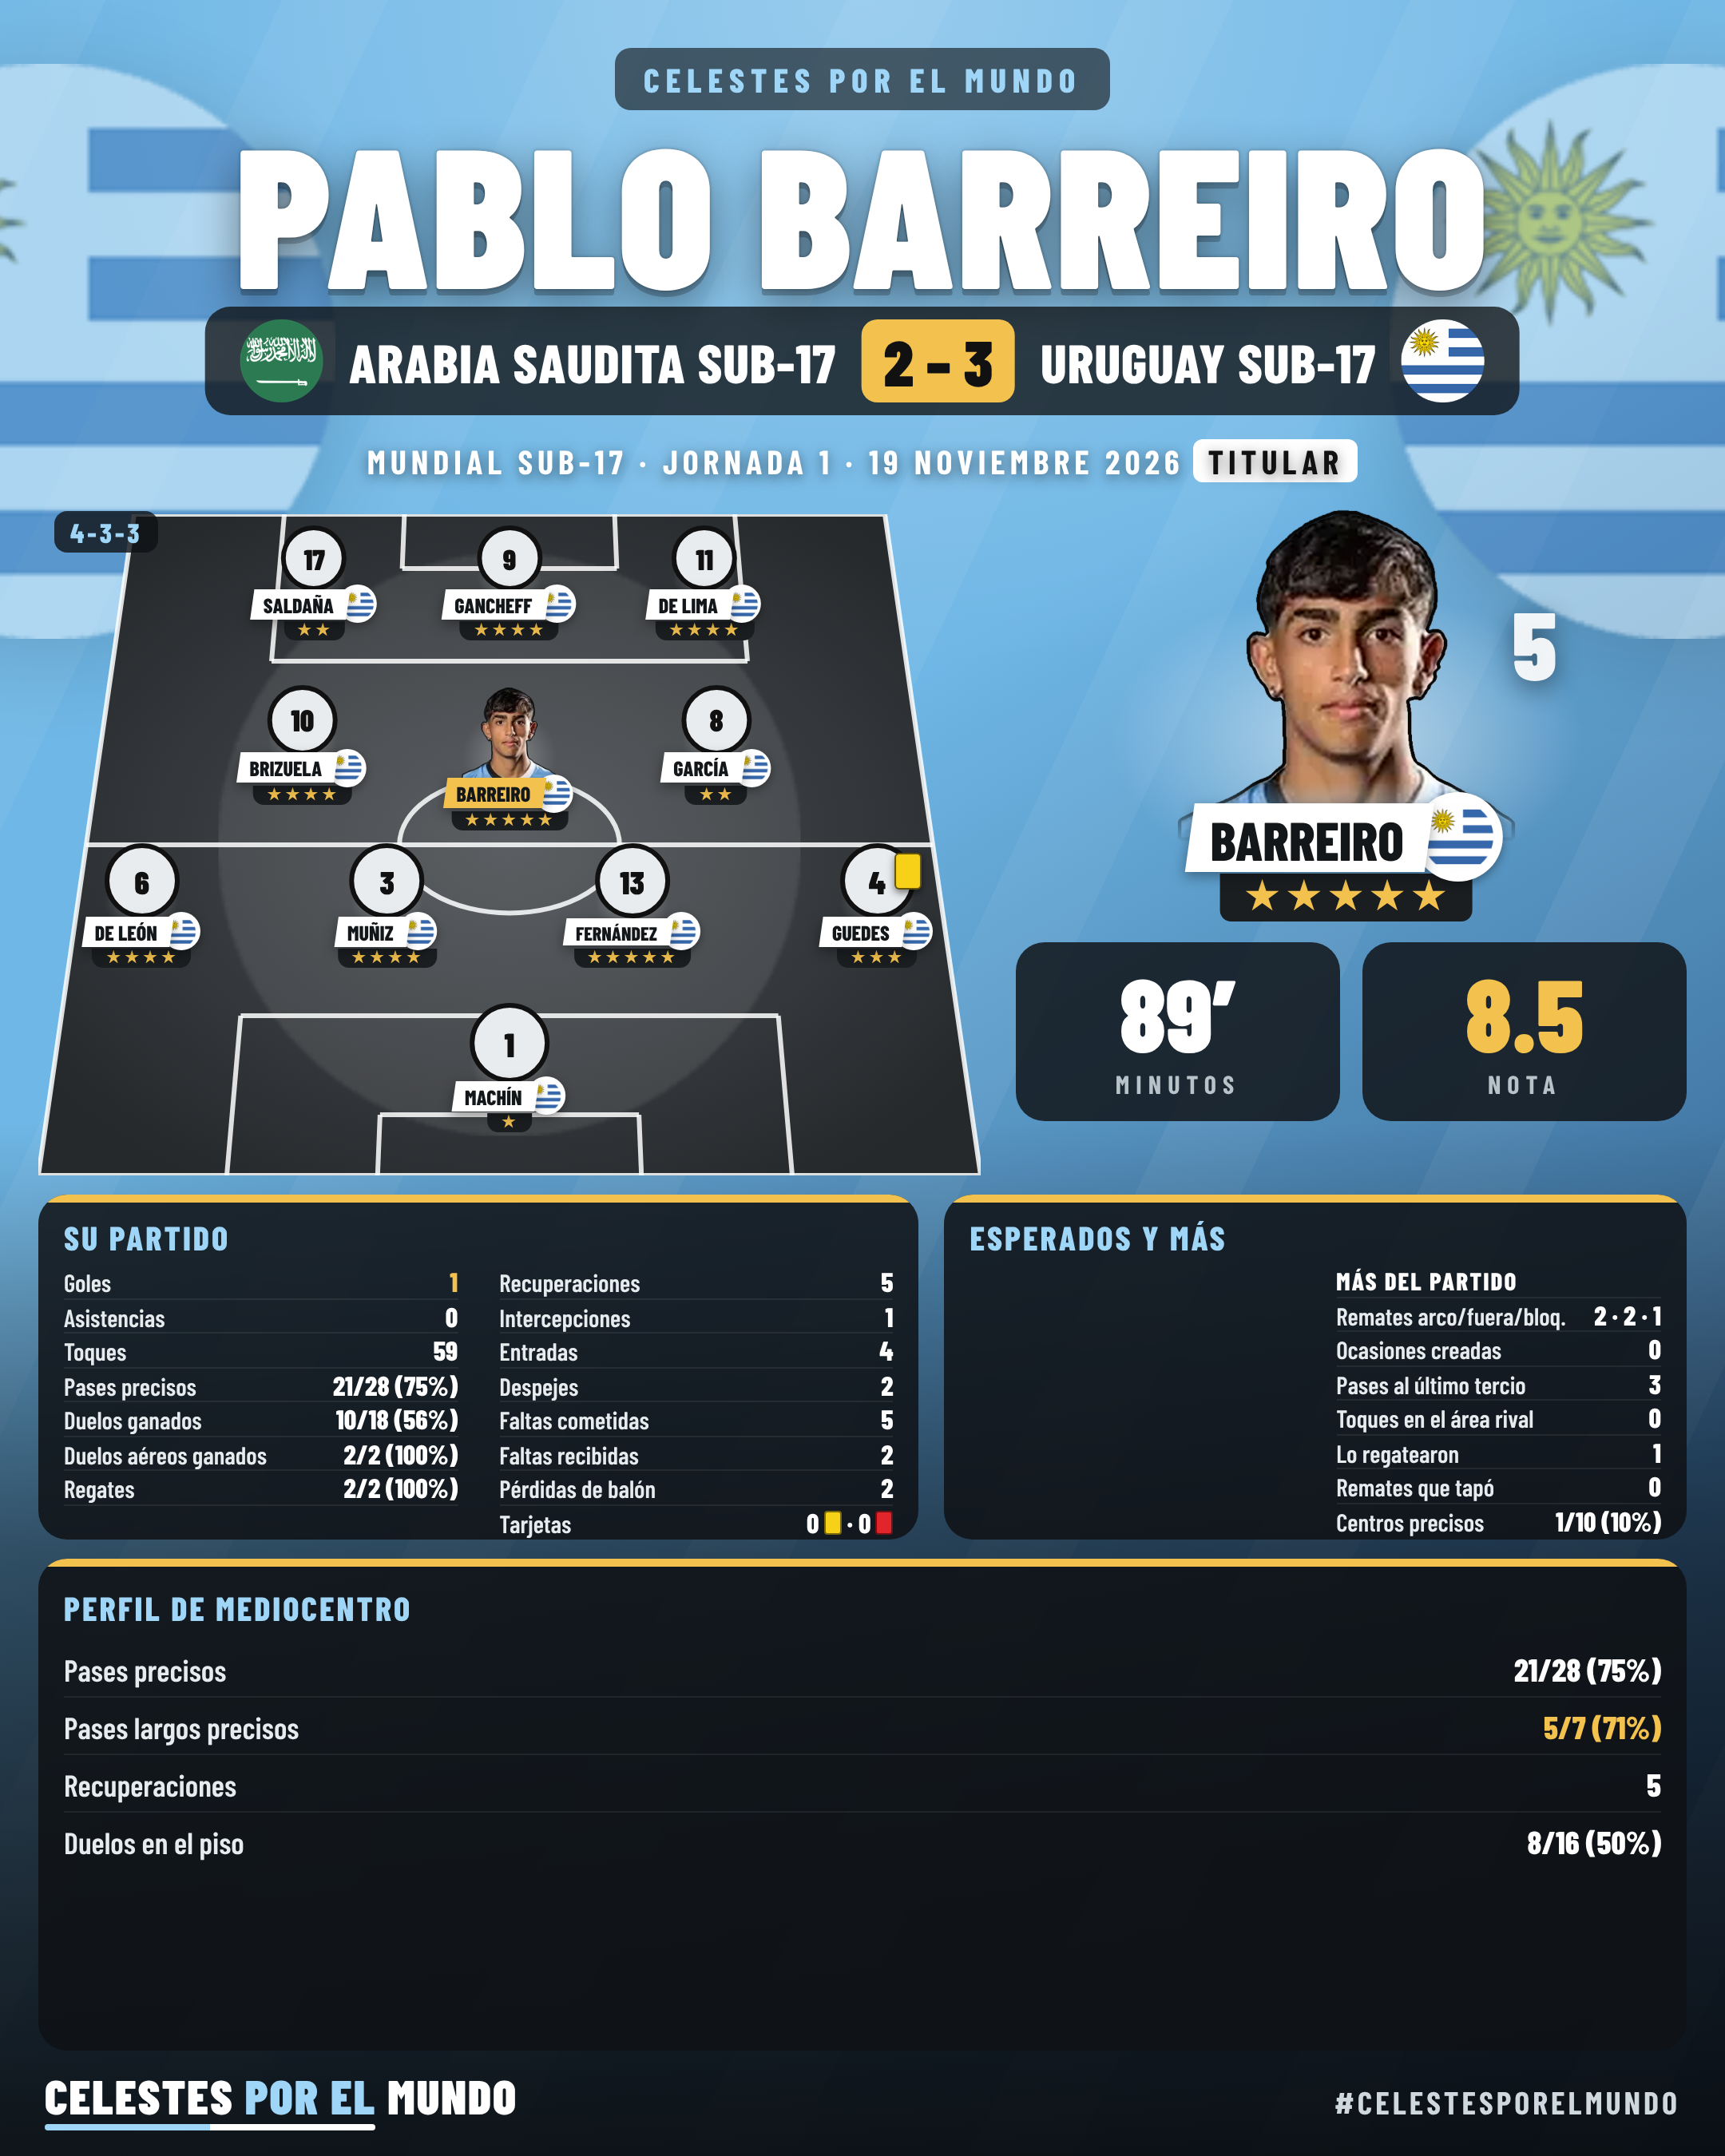 CELESTES POR EL MUNDO
PABLO BARREIRO
ARABIA SAUDITA SUB-17 2 - 3 URUGUAY SUB-17
MUNDIAL SUB-17 · JORNADA 1 · 19 NOVIEMBRE 2026 TITULAR
4-3-3
17 9 11
SALDAÑA GANCHEFF DE LIMA
★★ ★★★★ ★★★★
10 8
BRIZUELA BARREIRO GARCÍA
★★★★ ★★★★★ ★★
6 3 13 4
DE LEÓN MUÑIZ FERNÁNDEZ GUEDES
★★★★ ★★★★ ★★★★★ ★★★
1
MACHÍN
★
5
BARREIRO
★★★★★
89' 8.5
MINUTOS NOTA
SU PARTIDO
Goles 1
Asistencias 0
Toques 59
Pases precisos 21/28 (75%)
Duelos ganados 10/18 (56%)
Duelos aéreos ganados 2/2 (100%)
Regates 2/2 (100%)
Recuperaciones 5
Intercepciones 1
Entradas 4
Despejes 2
Faltas cometidas 5
Faltas recibidas 2
Pérdidas de balón 2
Tarjetas 0 · 0
ESPERADOS Y MÁS
MÁS DEL PARTIDO
Remates arco/fuera/bloq. 2 · 2 · 1
Ocasiones creadas 0
Pases al último tercio 3
Toques en el área rival 0
Lo regatearon 1
Remates que tapó 0
Centros precisos 1/10 (10%)
PERFIL DE MEDIOCENTRO
Pases precisos 21/28 (75%)
Pases largos precisos 5/7 (71%)
Recuperaciones 5
Duelos en el piso 8/16 (50%)
CELESTES POR EL MUNDO
#CELESTESPORELMUNDO